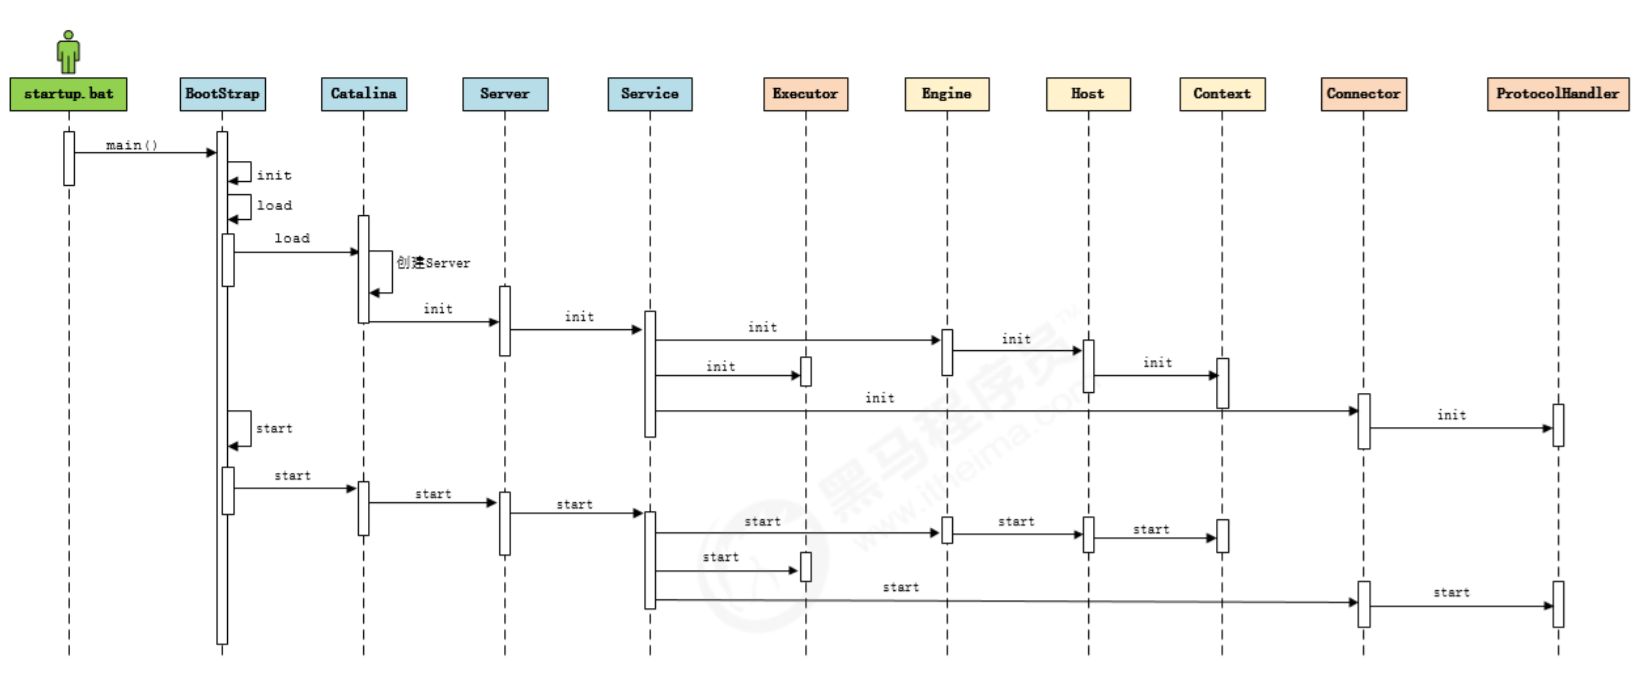 startup.bat
BootStrap
Catalina
Server
Service
Executor
Engine
Host
Context
Connector
ProtocolHandler
main()
init
load
load
创建Server
init
init
init
init
init
init
init
init
start
start
start
start
start
start
start
start
start
start
黑马程序员™
www.itheima.com